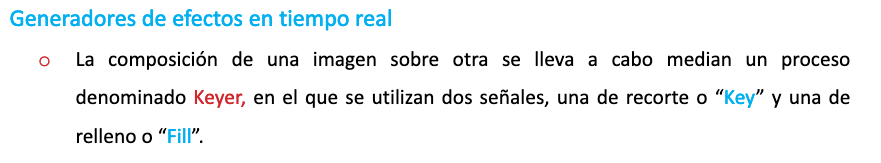 Generadores de efectos en tiempo real
o La composición de una imagen sobre otra se lleva a cabo median un proceso
denominado Keyer, en el que se utilizan dos señales, una de recorte o “Key” y una de
relleno o “Fill”.